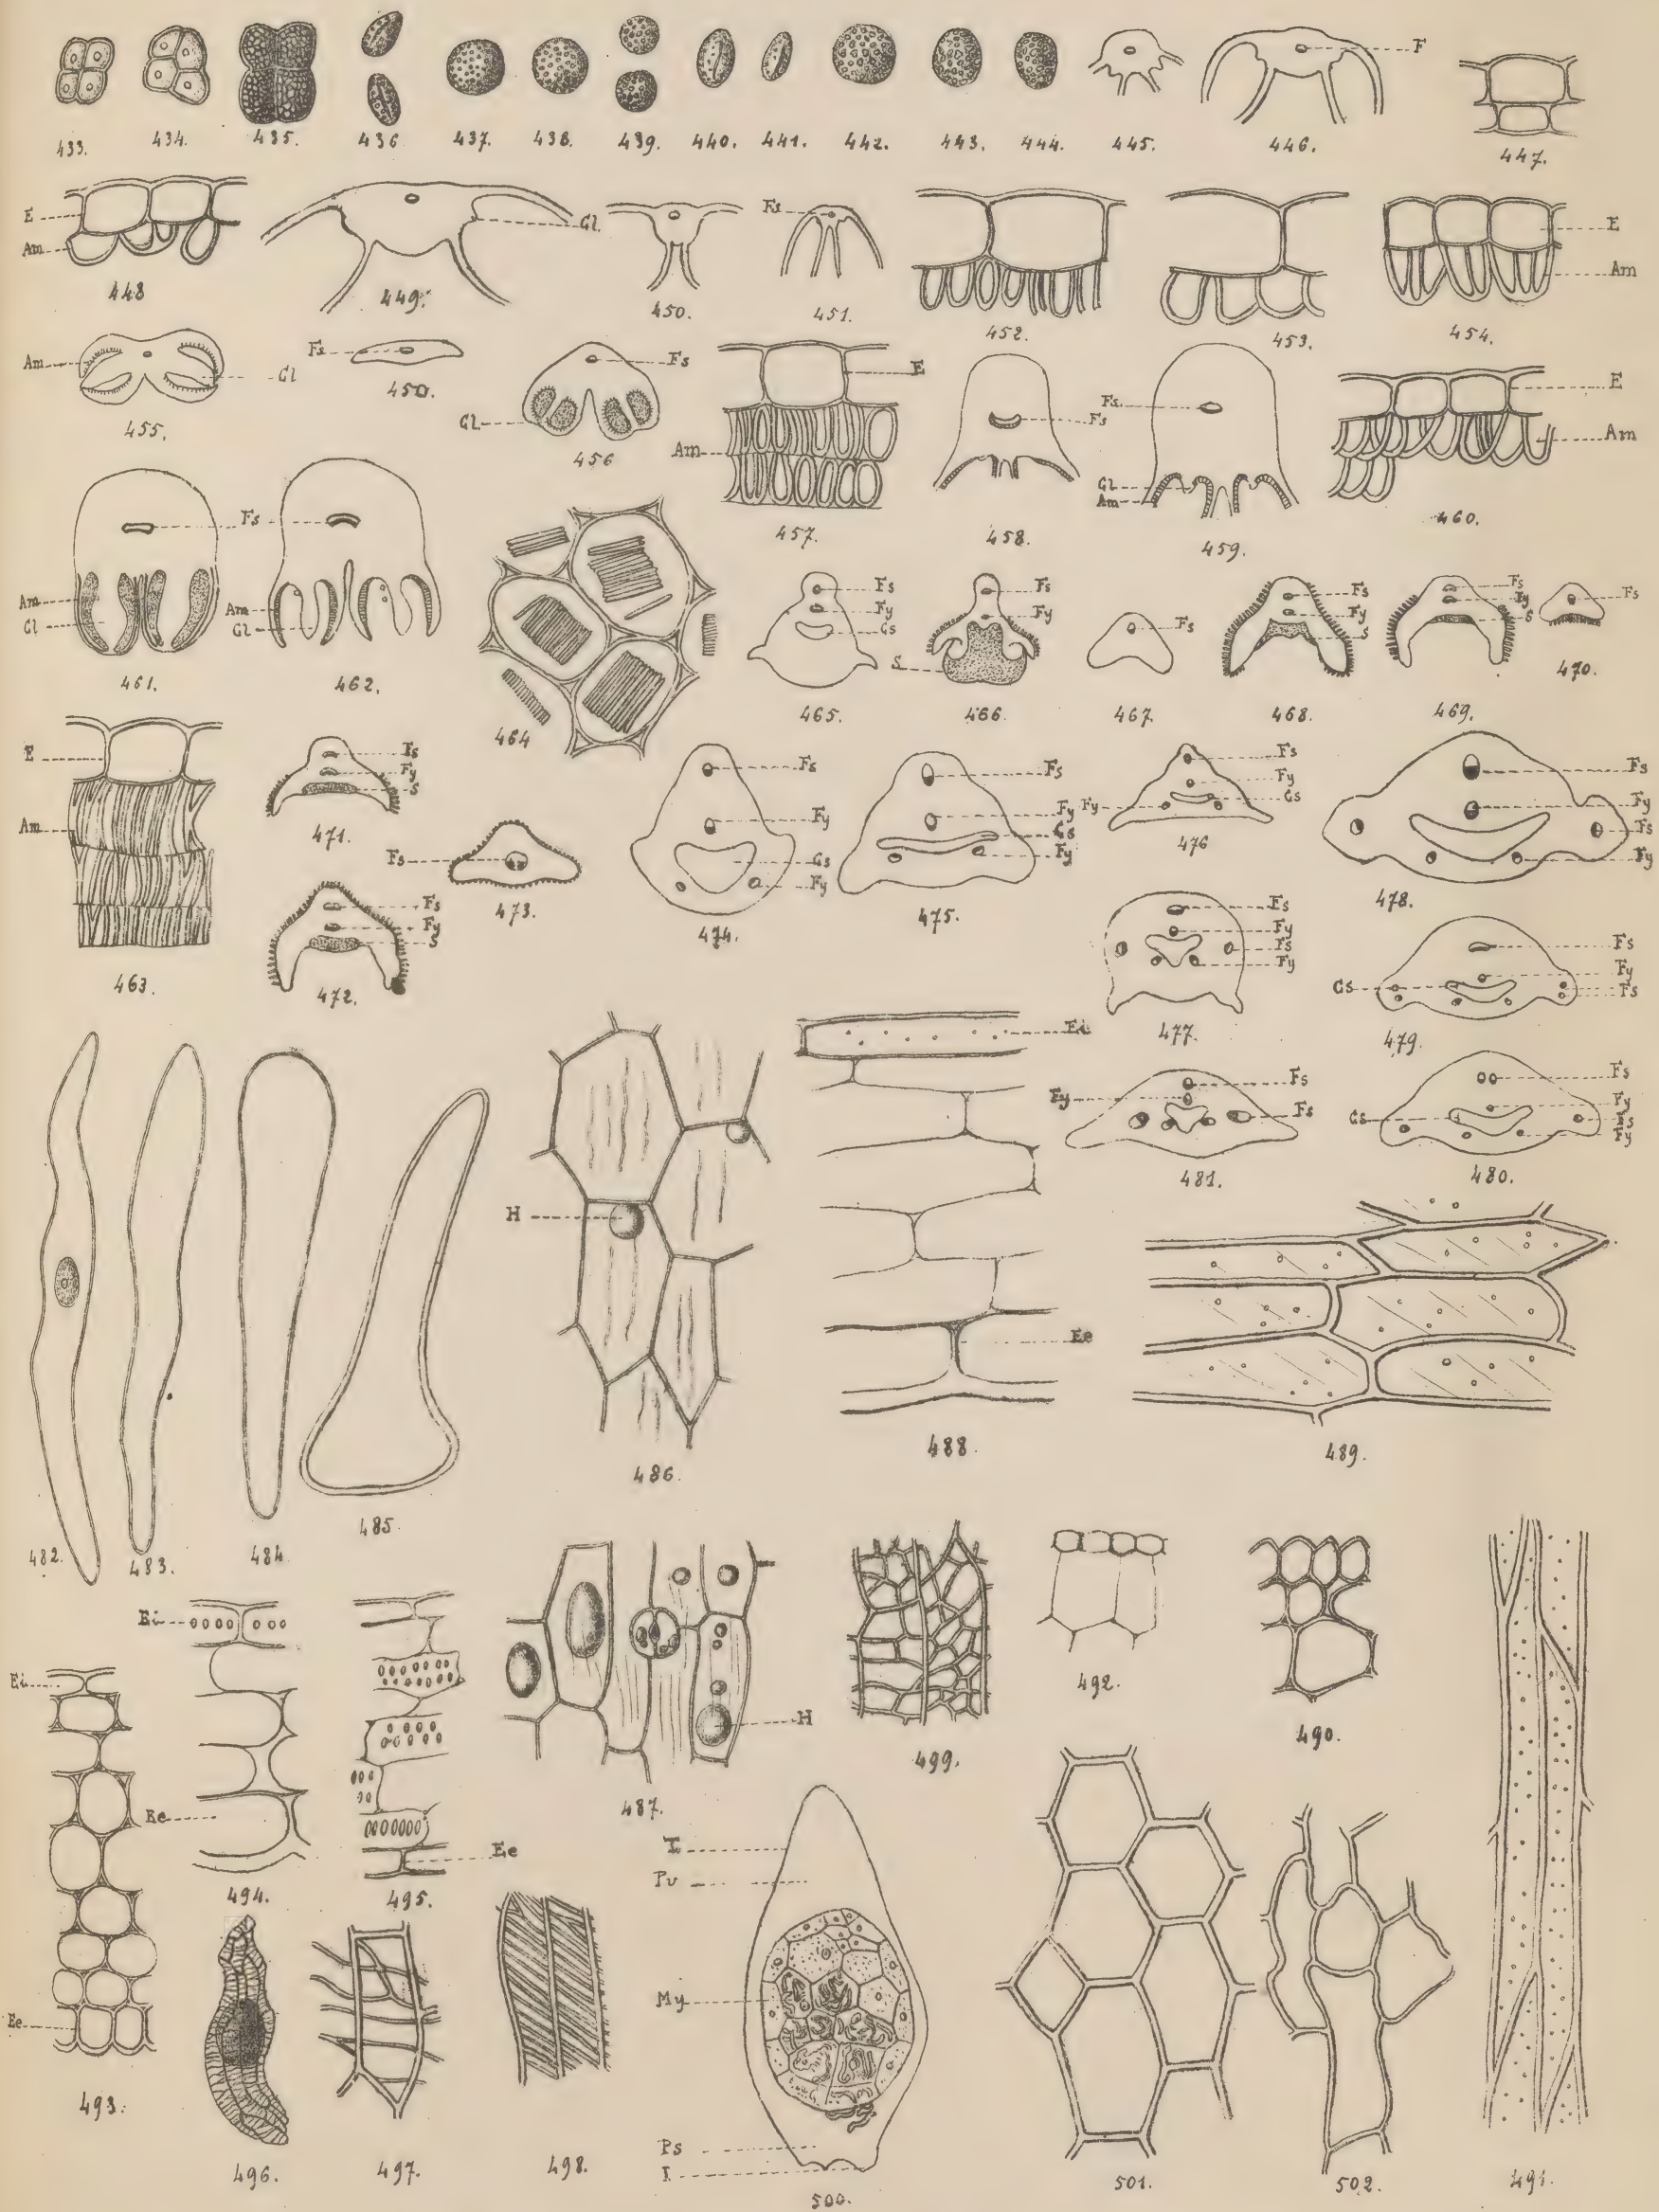 433. 434. 435. 436 437. 438. 439. 440. 441. 442. 443. 444. 445. 446. 447.
F
E
Am
448
Gl.
449.
450.
Fs
451.
452.
453.
E
Am
454.
Am
Gl
455.
Fs
450.
Fs
Gl
456
E
Am
457.
Fs
458.
Fs
Gl
Am
459.
E
Am
460.
Fs
Am
Gl
461.
Am
Gl
462.
464
Fs
Fy
Gs
465.
Fs
Fy
S
466.
Fs
467.
Fs
Fy
S
468.
Fs
Fy
S
469.
Fs
470.
E
Am
463.
Fs
Fy
S
471.
Fs
Fy
S
472.
Fs
473.
Fs
Fy
Gs
Fy
474.
Fs
Fy
Gs
Fy
475.
Fs
Fy
Gs
Fy
476
Fs
Fy
Fs
Fy
478.
Fs
Fy
Fs
Fy
477.
Fs
Fy
Fs
Gs
479.
Fs
Fy
Fs
481.
Fs
Fy
Fs
Fy
Gs
480.
482.
483.
484
485.
H
486.
Ei
Ee
488.
489.
Ei
Ee
493.
Ei
Ee
494.
Ee
495.
H
487.
499.
492.
490.
496.
497.
498.
T
Pv
My
Ps
I
500.
501.
502.
491.